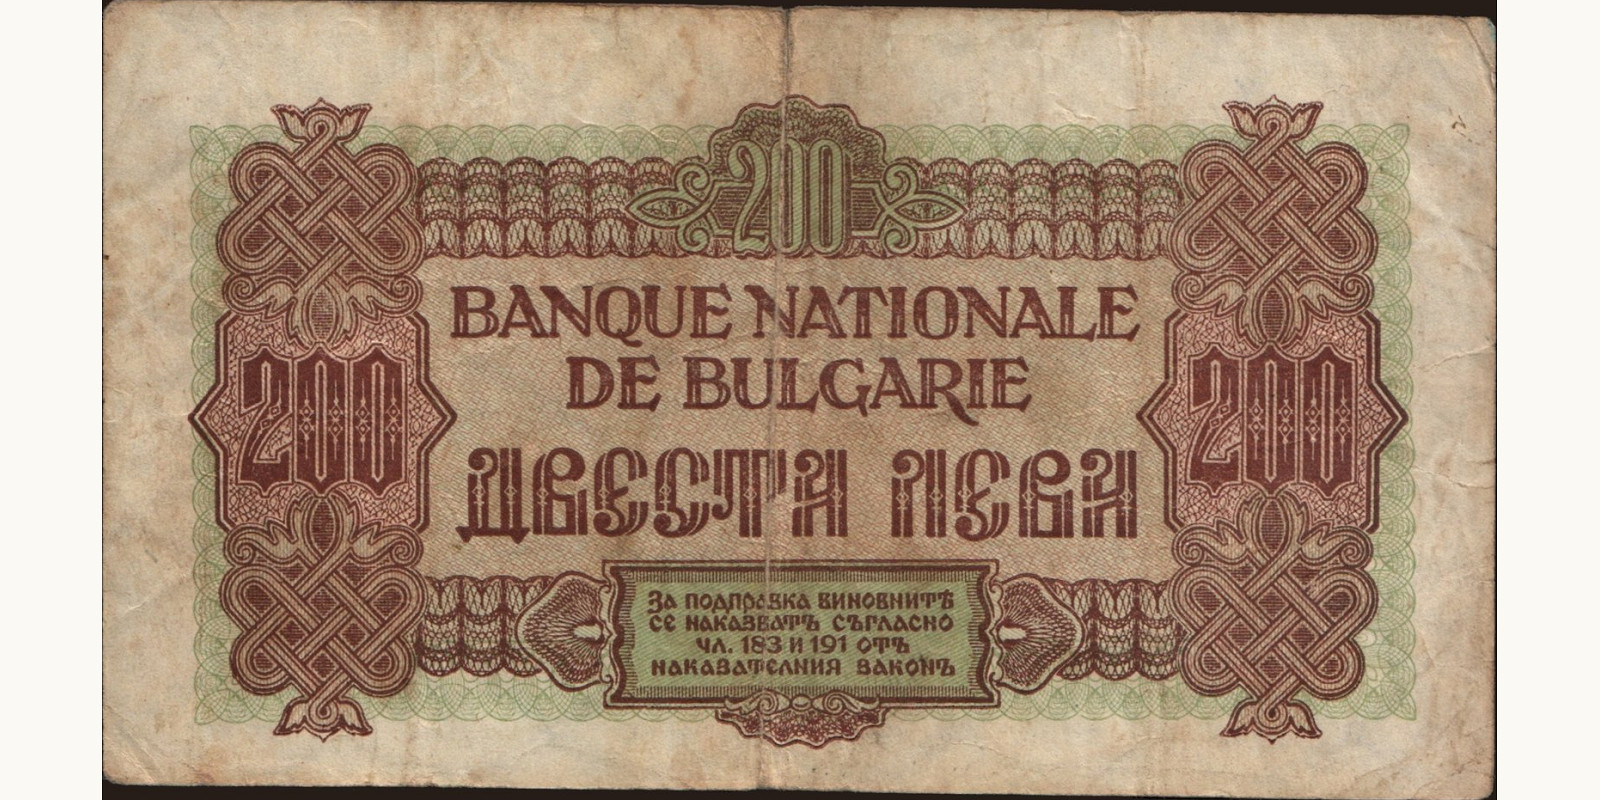 200
BANQUE NATIONALE
DE BULGARIE
200
200
ДВЕСТА ЛЕВА
ЗА ПОДПРАВКА ВИНОВНИТѢ
СЕ НАКАЗВАТЪ СЪГЛАСНО
ЧЛ. 183 И 191 ОТЪ
НАКАЗАТЕЛНИЯ ЗАКОНЪ